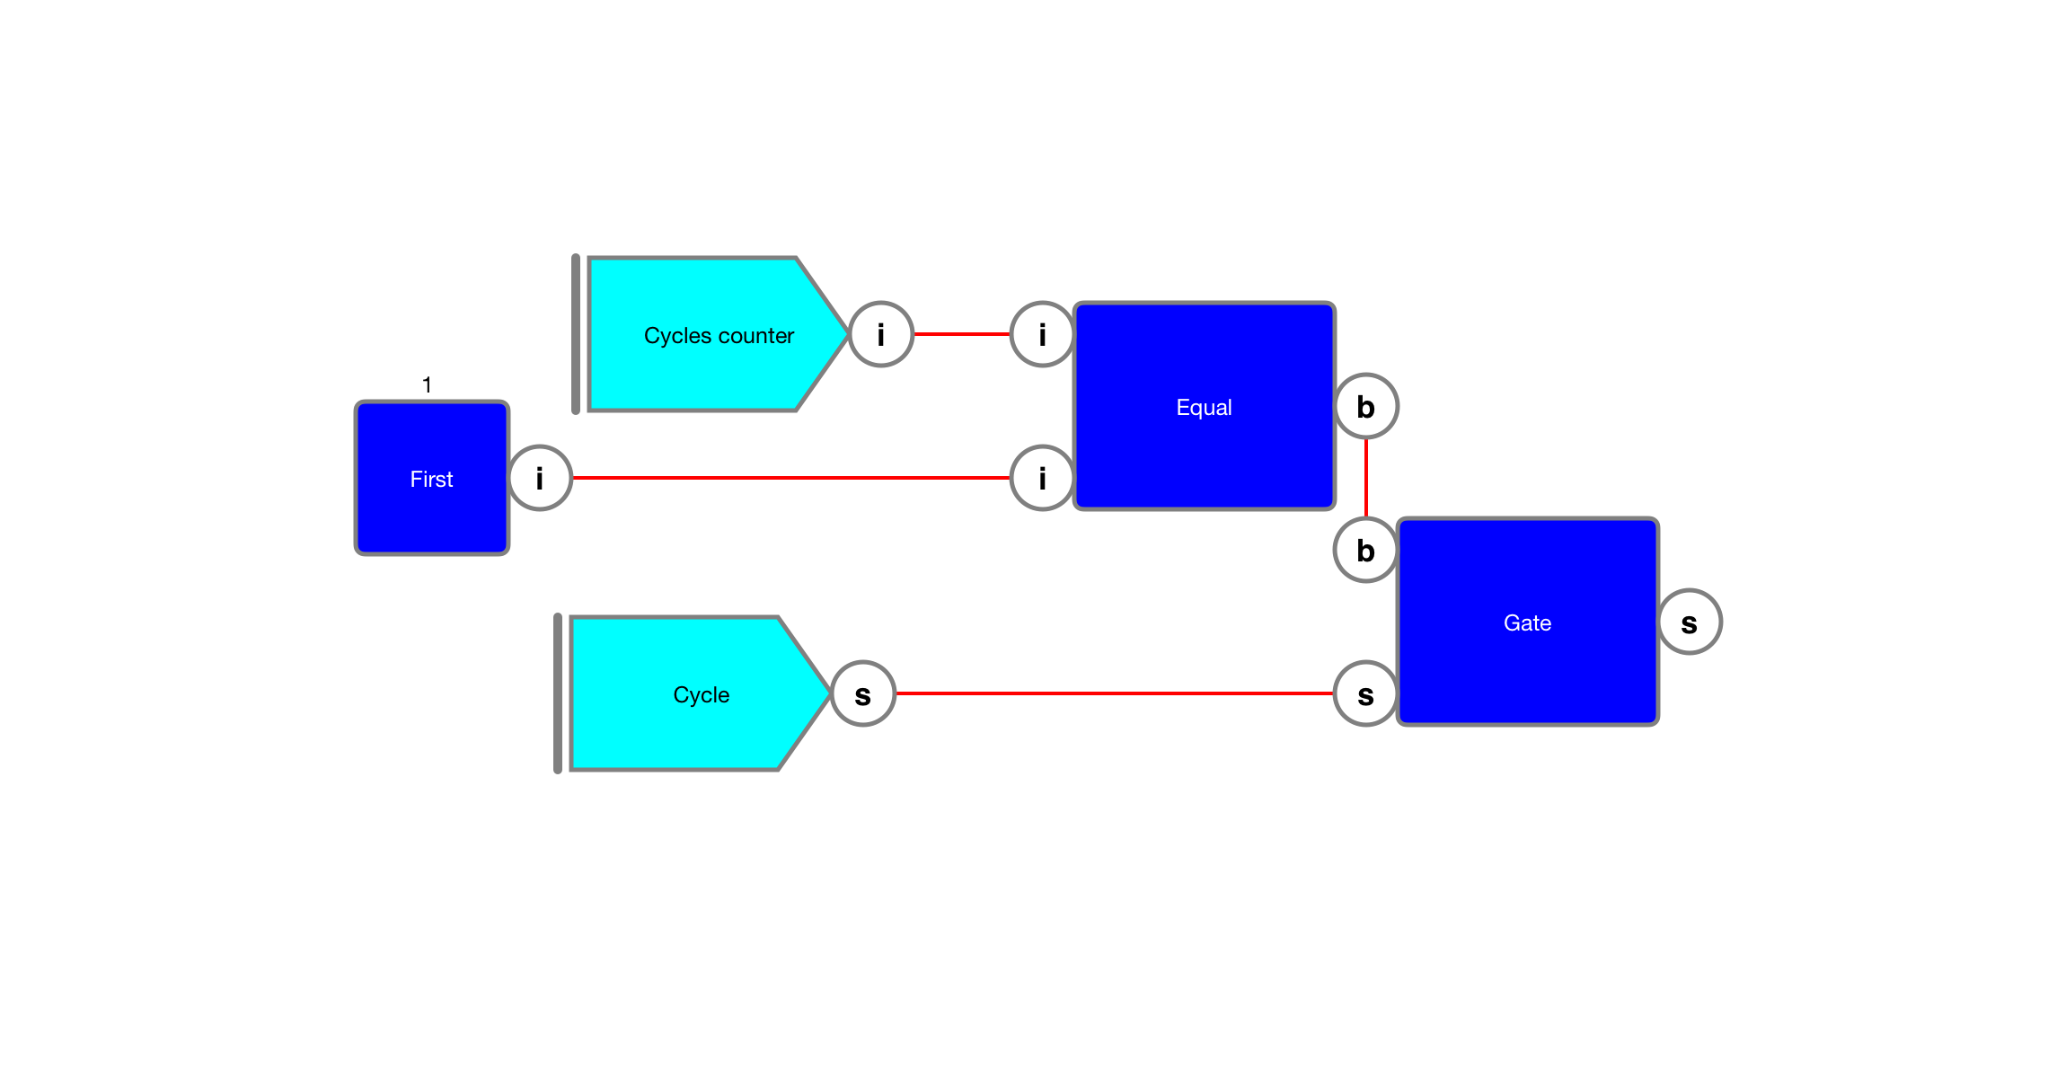 Cycles counter
i
i
Equal
b
1
First
i
i
b
Gate
s
Cycle
s
s